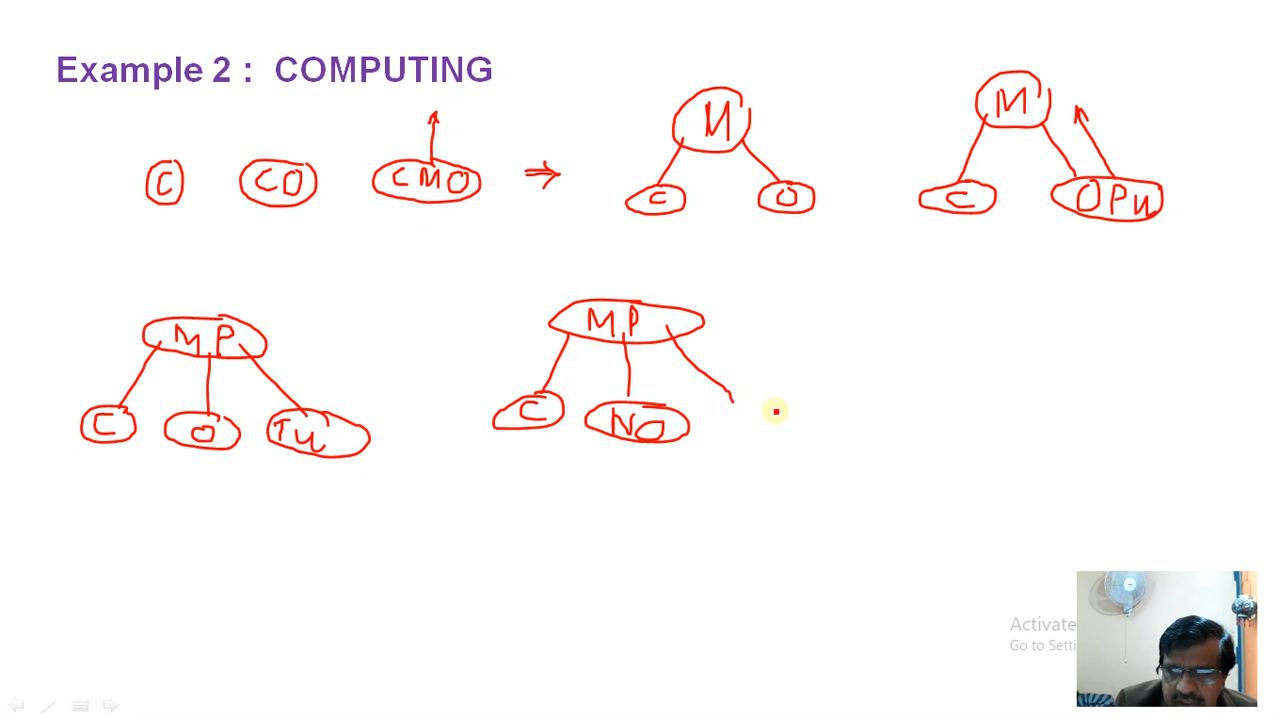 Example 2 : COMPUTING
C CO CMO ⇒ M M
C O C OPU
MP MP
C O TU C NO
Activate
Go to Setti